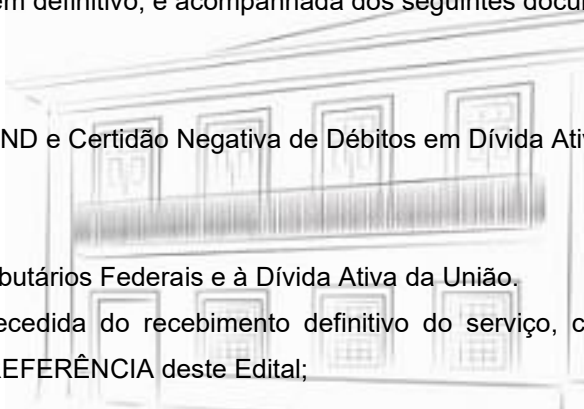 em definitivo, e acompanhada dos seguintes docu
ND e Certidão Negativa de Débitos em Dívida Ati
butários Federais e à Dívida Ativa da União.
ecedida do recebimento definitivo do serviço, c
EFERÊNCIA deste Edital;